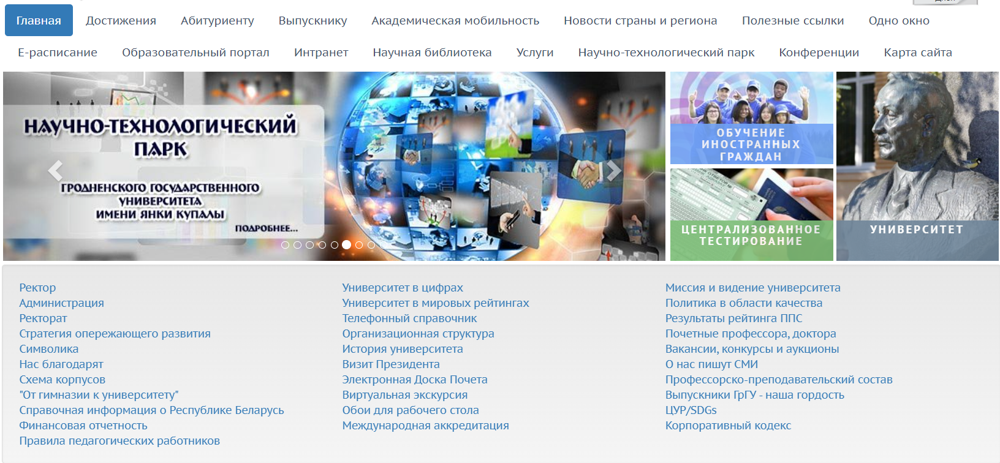 Главная Достижения Абитуриенту Выпускнику Академическая мобильность Новости страны и региона Полезные ссылки Одно окно
Е-расписание Образовательный портал Интранет Научная библиотека Услуги Научно-технологический парк Конференции Карта сайта
НАУЧНО-ТЕХНОЛОГИЧЕСКИЙ
ПАРК
ГРОДНЕНСКОГО ГОСУДАРСТВЕННОГО
УНИВЕРСИТЕТА
ИМЕНИ ЯНКИ КУПАЛЫ
ПОДРОБНЕЕ...
ОБУЧЕНИЕ
ИНОСТРАННЫХ
ГРАЖДАН
ЦЕНТРАЛИЗОВАННОЕ
ТЕСТИРОВАНИЕ
УНИВЕРСИТЕТ
Ректор
Администрация
Ректорат
Стратегия опережающего развития
Символика
Нас благодарят
Схема корпусов
"От гимназии к университету"
Справочная информация о Республике Беларусь
Финансовая отчетность
Правила педагогических работников
Университет в цифрах
Университет в мировых рейтингах
Телефонный справочник
Организационная структура
История университета
Визит Президента
Электронная Доска Почета
Виртуальная экскурсия
Обои для рабочего стола
Международная аккредитация
Миссия и видение университета
Политика в области качества
Результаты рейтинга ППС
Почетные профессора, доктора
Вакансии, конкурсы и аукционы
О нас пишут СМИ
Профессорско-преподавательский состав
Выпускники ГрГУ - наша гордость
ЦУР/SDGs
Корпоративный кодекс